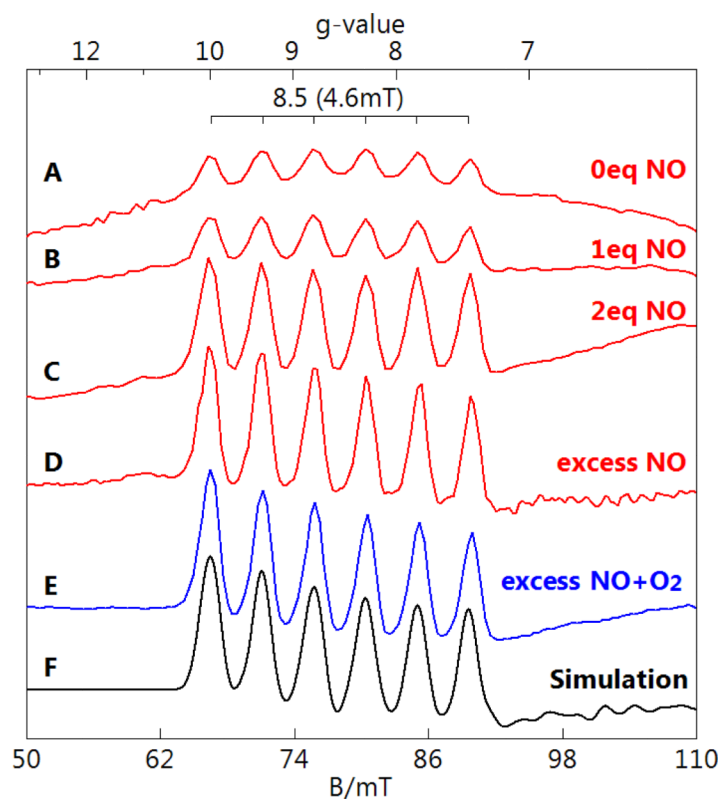 g-value
12 11 10 9 8 7
8.5 (4.6mT)
A 0eq NO
B 1eq NO
2eq NO
C
D excess NO
E excess NO+O2
F Simulation
50 62 74 86 98 110
B/mT